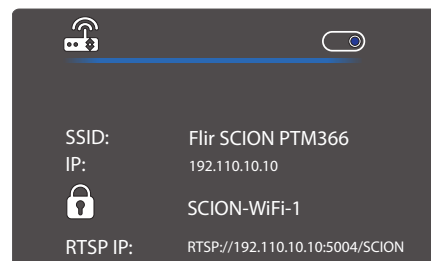 SSID: Flir SCION PTM366
IP: 192.110.10.10
SCION-WiFi-1
RTSP IP: RTSP://192.110.10.10:5004/SCION